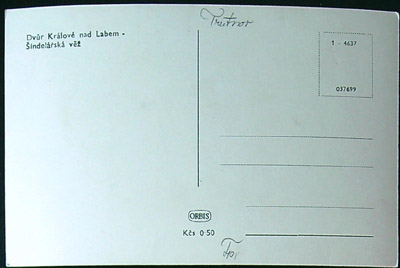 Trutnov
Dvůr Králové nad Labem -
Šindelářská věž
1 - 4637
037699
ORBIS
Kčs 0·50